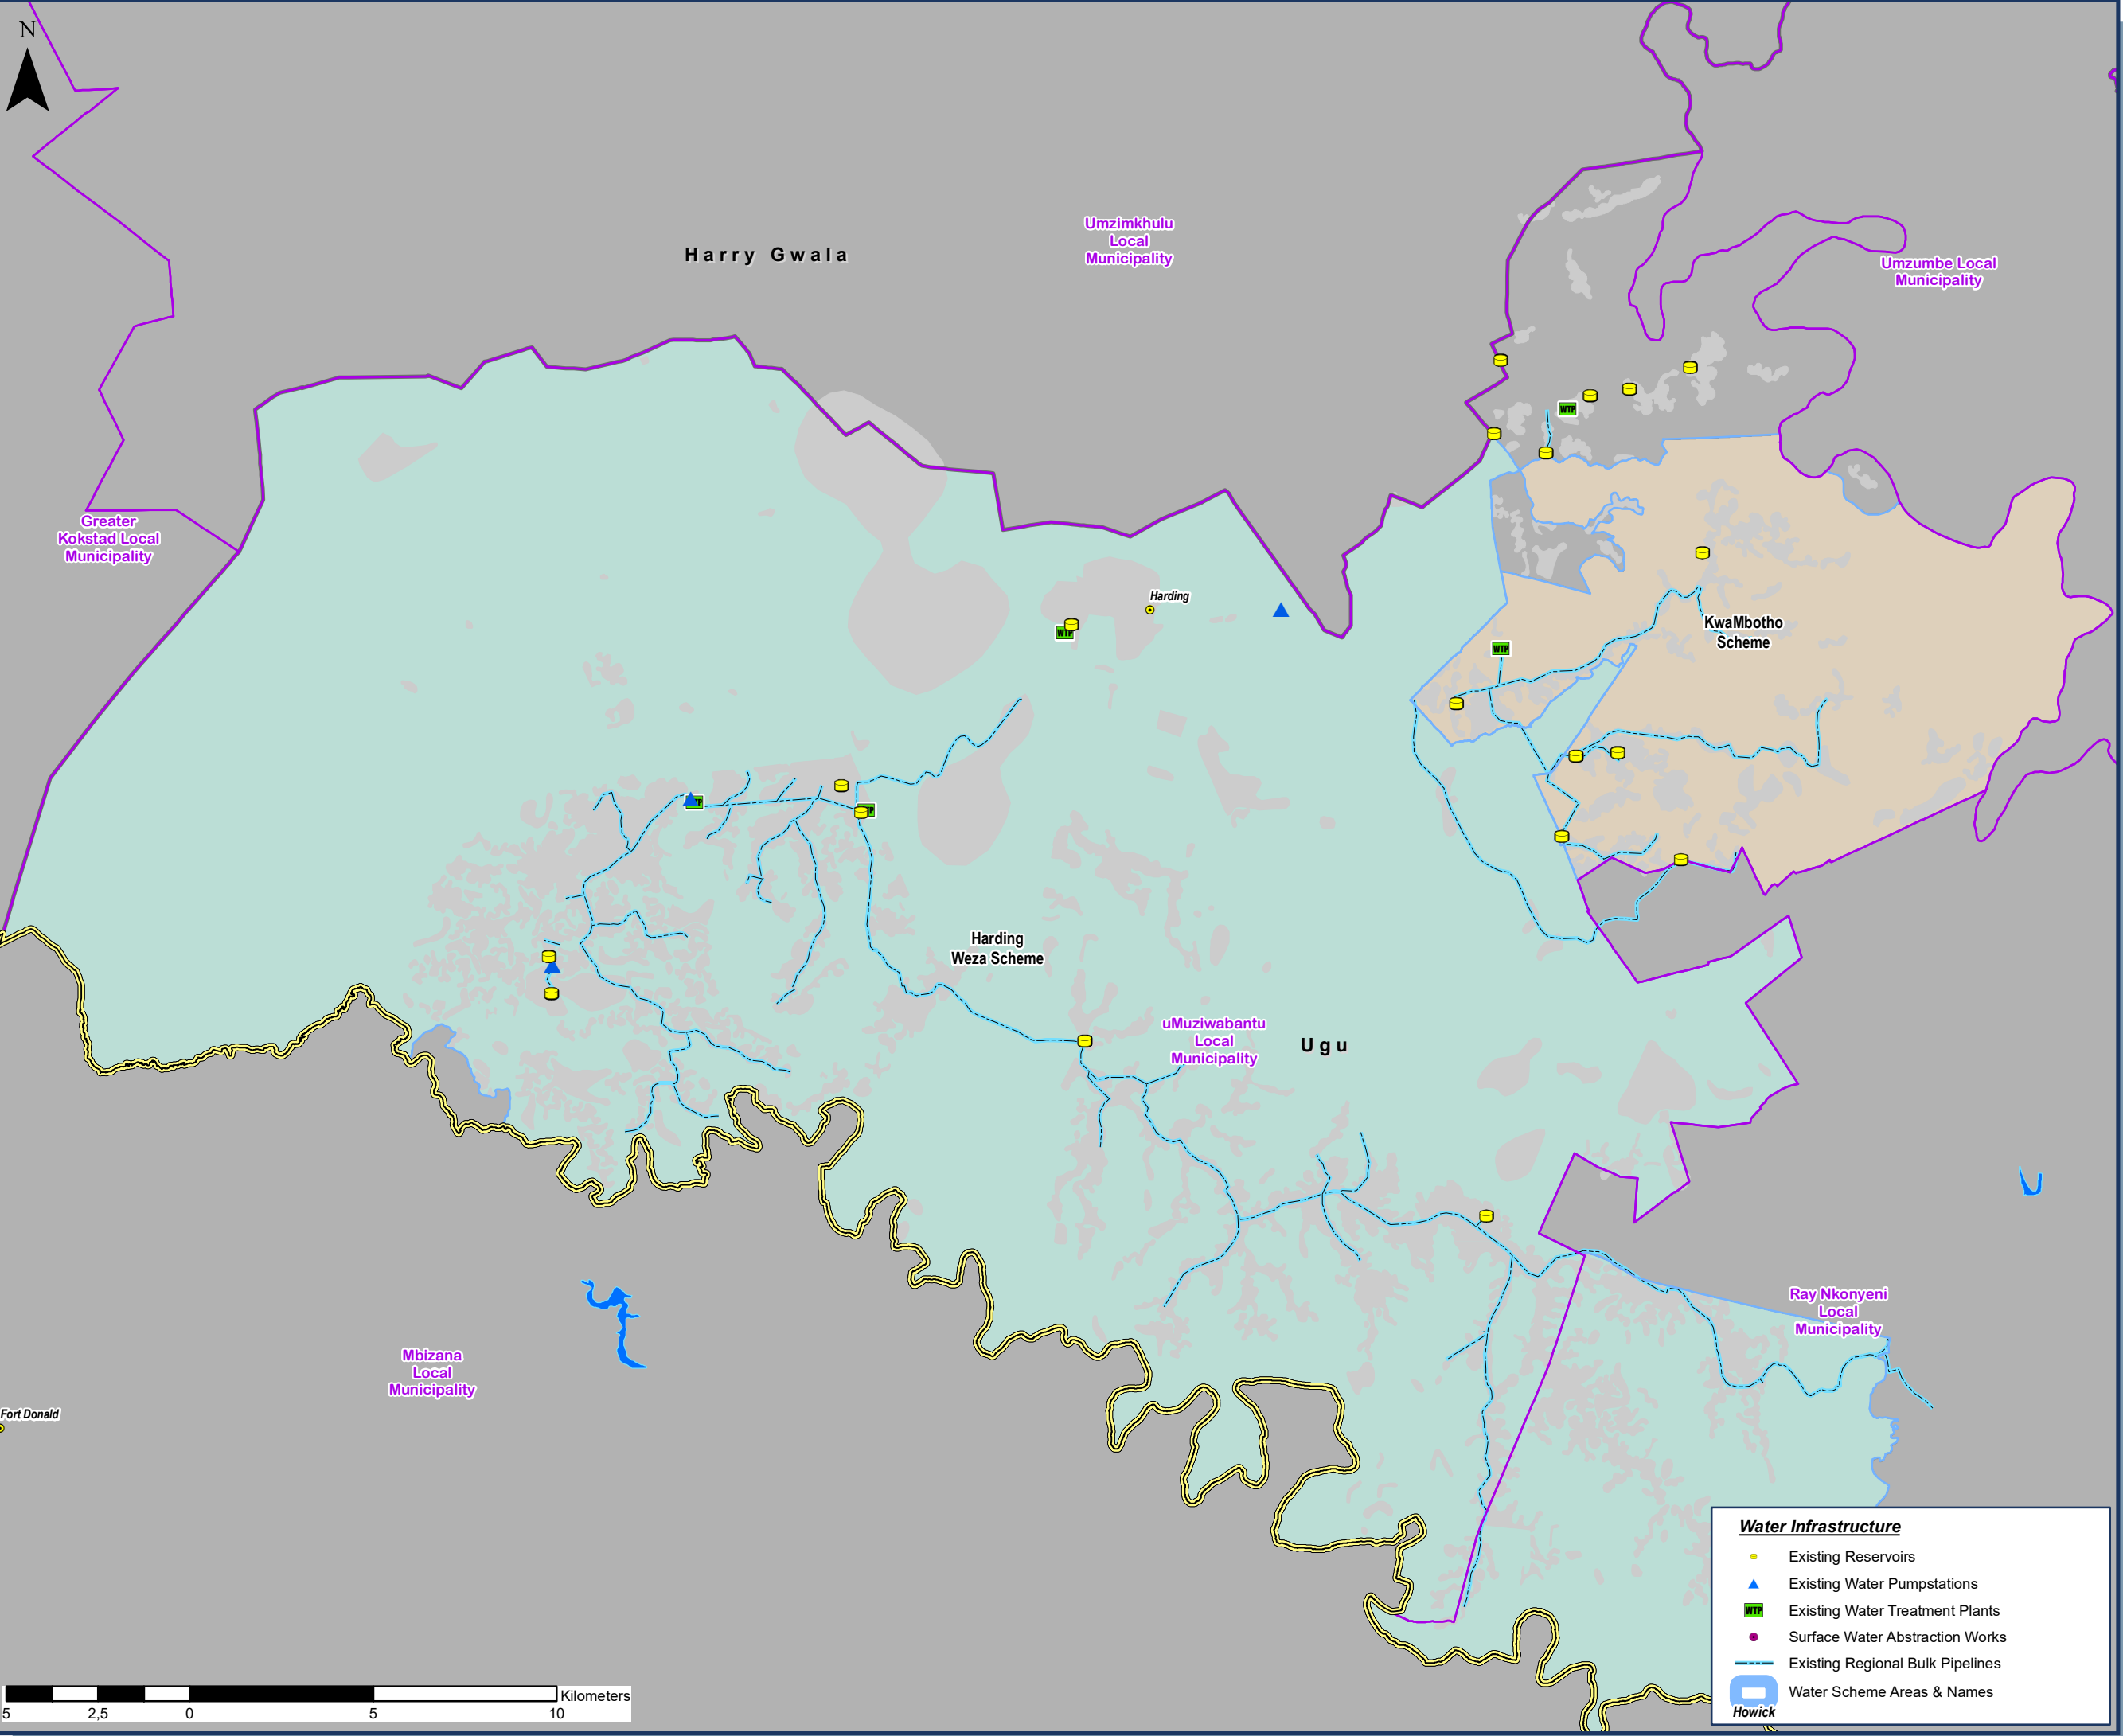 N
Harry Gwala
Umzimkhulu
Local
Municipality
Umzumbe Local
Municipality
WTP
Greater
Kokstad Local
Municipality
Harding
WTP
KwaMbotho
Scheme
WTP
Harding
Weza Scheme
uMuziwabantu
Local
Municipality
Ugu
Ray Nkonyeni
Local
Municipality
Mbizana
Local
Municipality
Fort Donald
Water Infrastructure
Existing Reservoirs
Existing Water Pumpstations
WTP Existing Water Treatment Plants
Surface Water Abstraction Works
Existing Regional Bulk Pipelines
Water Scheme Areas & Names
Howick
Kilometers
5 2,5 0 5 10